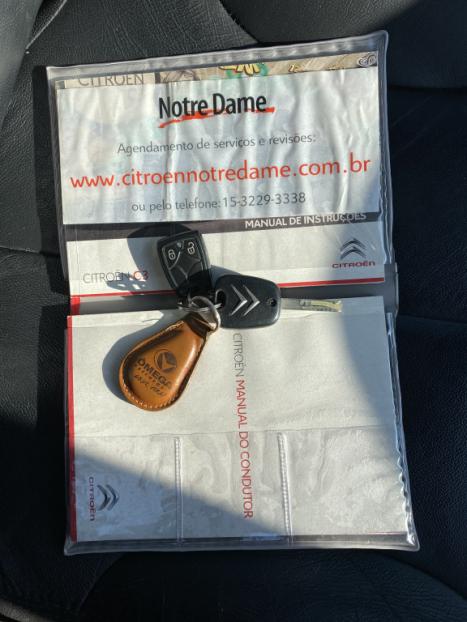 CITROËN
Notre Dame
Agendamento de serviços e revisões:
www.citroennotredame.com.br
ou pelo telefone: 15-3229-3338
MANUAL DE INSTRUÇÕES
CITROËN
CITROËN C3
OMEGA
CITROËN MANUAL DO CONDUTOR
CITROËN